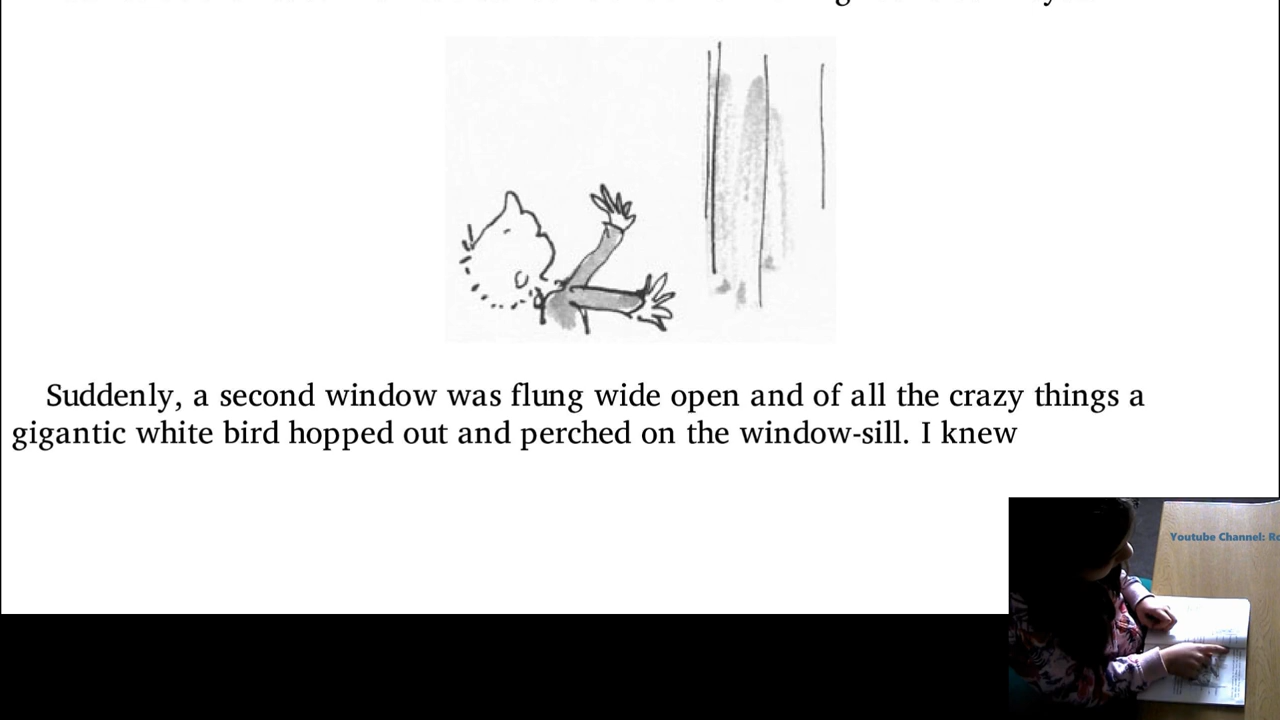 Suddenly, a second window was flung wide open and of all the crazy things a
gigantic white bird hopped out and perched on the window-sill. I knew
Youtube Channel: